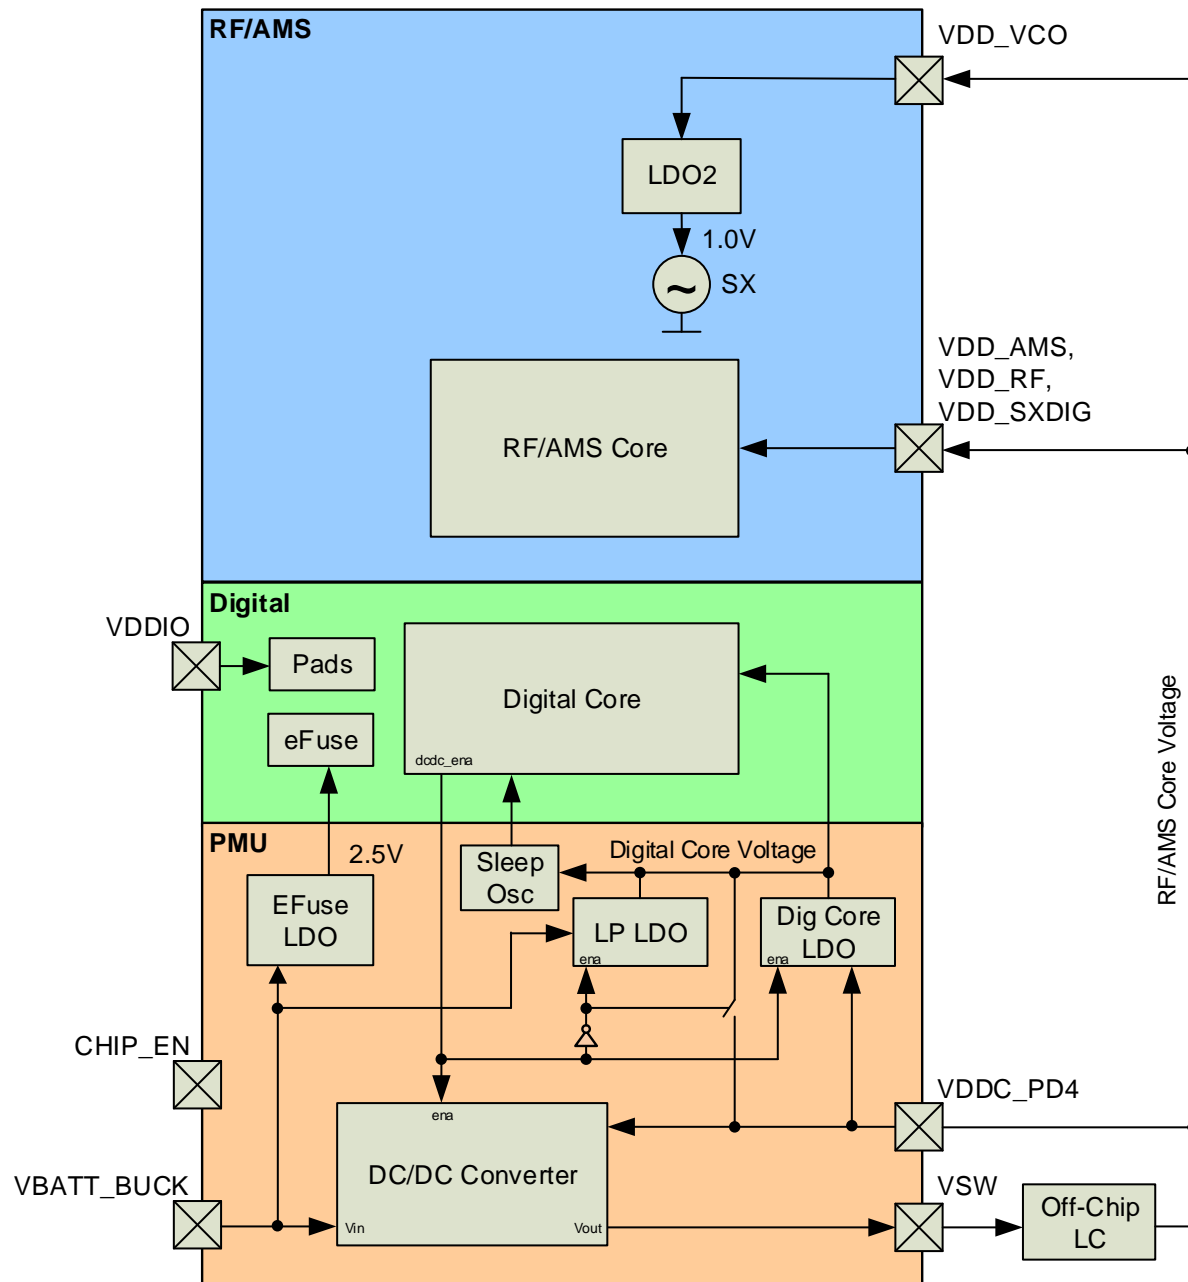 RF/AMS
VDD_VCO
LDO2
1.0V
SX
VDD_AMS,
VDD_RF,
VDD_SXDIG
RF/AMS Core
Digital
VDDIO
Pads
Digital Core
eFuse
dcdc_ena
RF/AMS Core Voltage
PMU
2.5V
Digital Core Voltage
Sleep
Osc
EFuse
LDO
LP LDO
ena
Dig Core
LDO
ena
CHIP_EN
VDDC_PD4
ena
DC/DC Converter
VBATT_BUCK
Vin
Vout
VSW
Off-Chip
LC